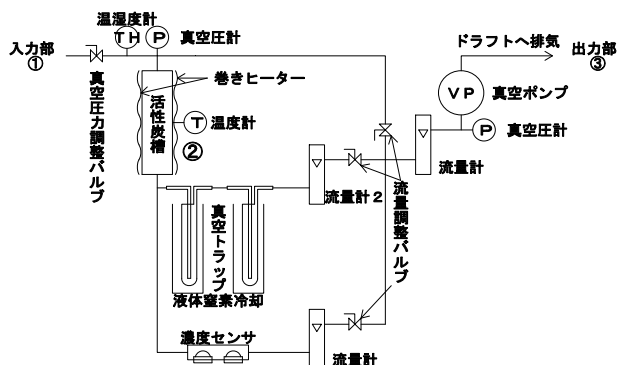 温湿度計
TH
P
真空圧計
入力部
①
真空圧力調整バルブ
巻きヒーター
活性炭槽
T
温度計
②
ドラフトへ排気
出力部
③
VP
真空ポンプ
P
真空圧計
流量計
流量計2
流量調整バルブ
真空トラップ
液体窒素冷却
濃度センサ
流量計